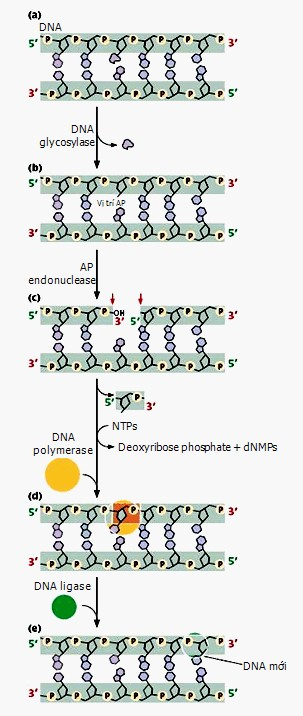 (a)
DNA
5' P P P P P P P 3'
3' P P P P P P P 5'
DNA
glycosylase
(b)
5' P P P P P P P 3'
Vị trí AP
3' P P P P P P P 5'
AP
endonuclease
(c)
5' P P P OH 3' 5' P P P P 3'
3' P P P P P P P 5'
5' P 3'
NTPs
Deoxyribose phosphate + dNMPs
DNA
polymerase
(d)
5' P P P P P P P 3'
3' P P P P P P P 5'
DNA ligase
(e)
5' P P P P P P P 3'
DNA mới
3' P P P P P P P 5'